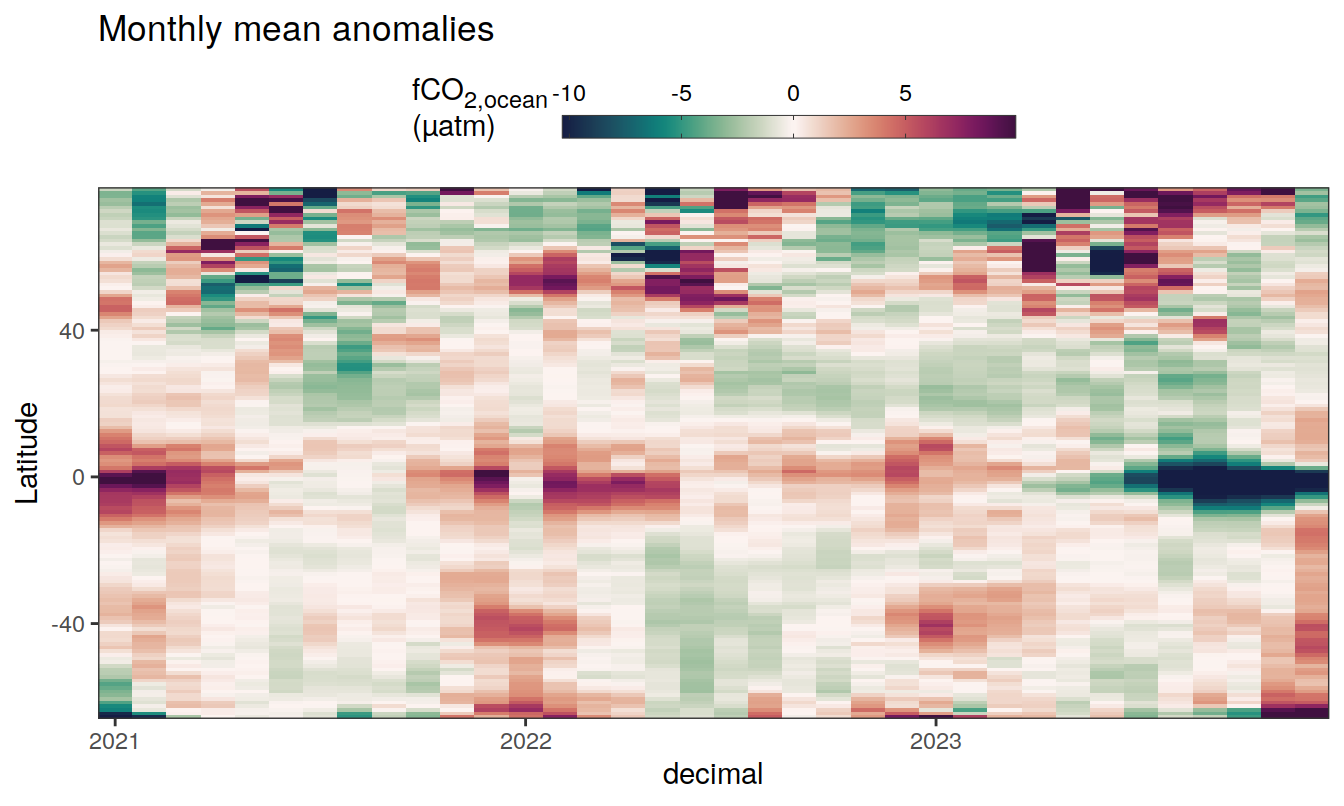 Monthly mean anomalies
fCO2,ocean
(µatm)
-10 -5 0 5
Latitude
40
0
-40
2021 2022 2023
decimal